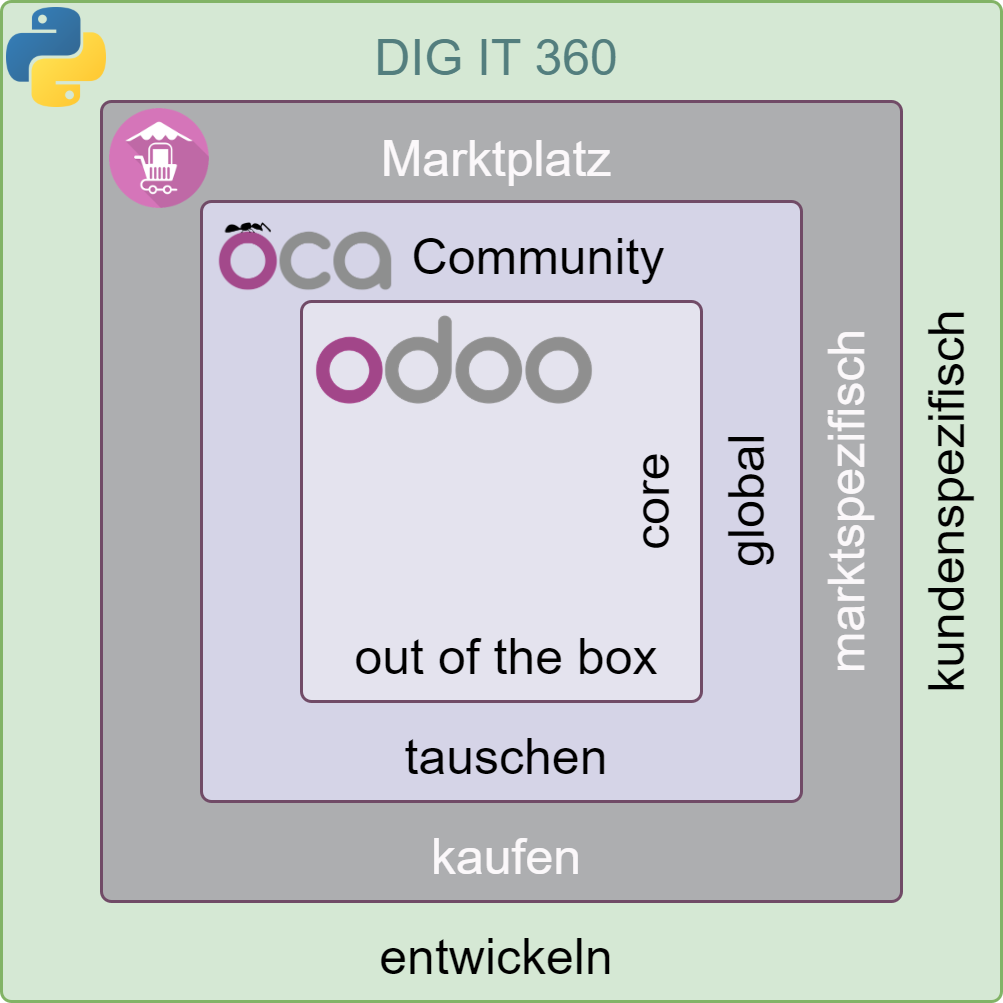 DIG IT 360
Marktplatz
oca Community
odoo
core
global
marktspezifisch
kundenspezifisch
out of the box
tauschen
kaufen
entwickeln